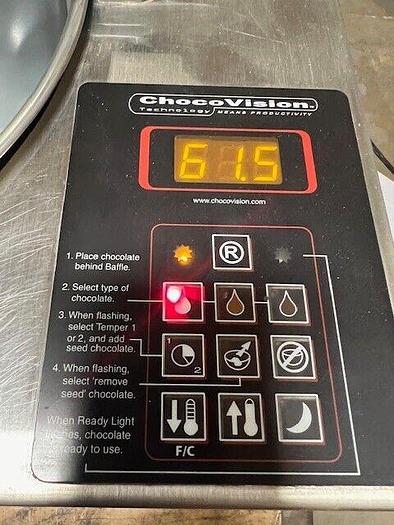 ChocoVision.
Technology MEANS PRODUCTIVITY
61.5
www.chocovision.com
1. Place chocolate
behind Baffle.
®
2. Select type of
chocolate.
3. When flashing,
select Temper 1
or 2, and add
seed chocolate.
1
2
4. When flashing,
select 'remove
seed' chocolate.
When Ready Light
flashes, chocolate
is ready to use.
F/C